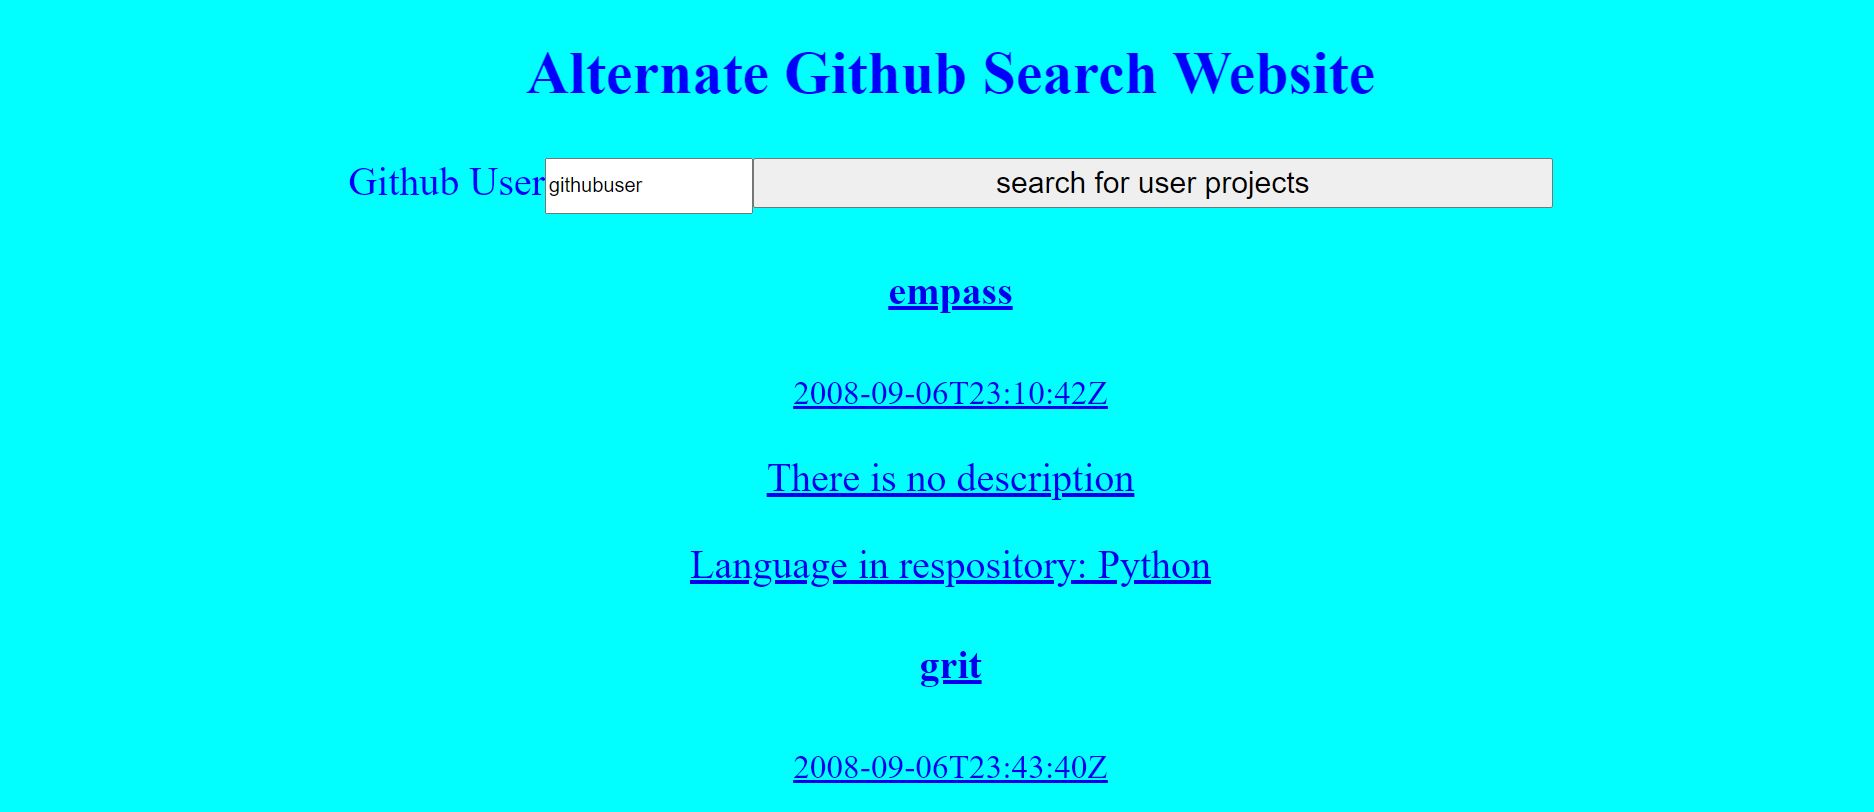 Alternate Github Search Website
Github User githubuser search for user projects
empass
2008-09-06T23:10:42Z
There is no description
Language in respository: Python
grit
2008-09-06T23:43:40Z